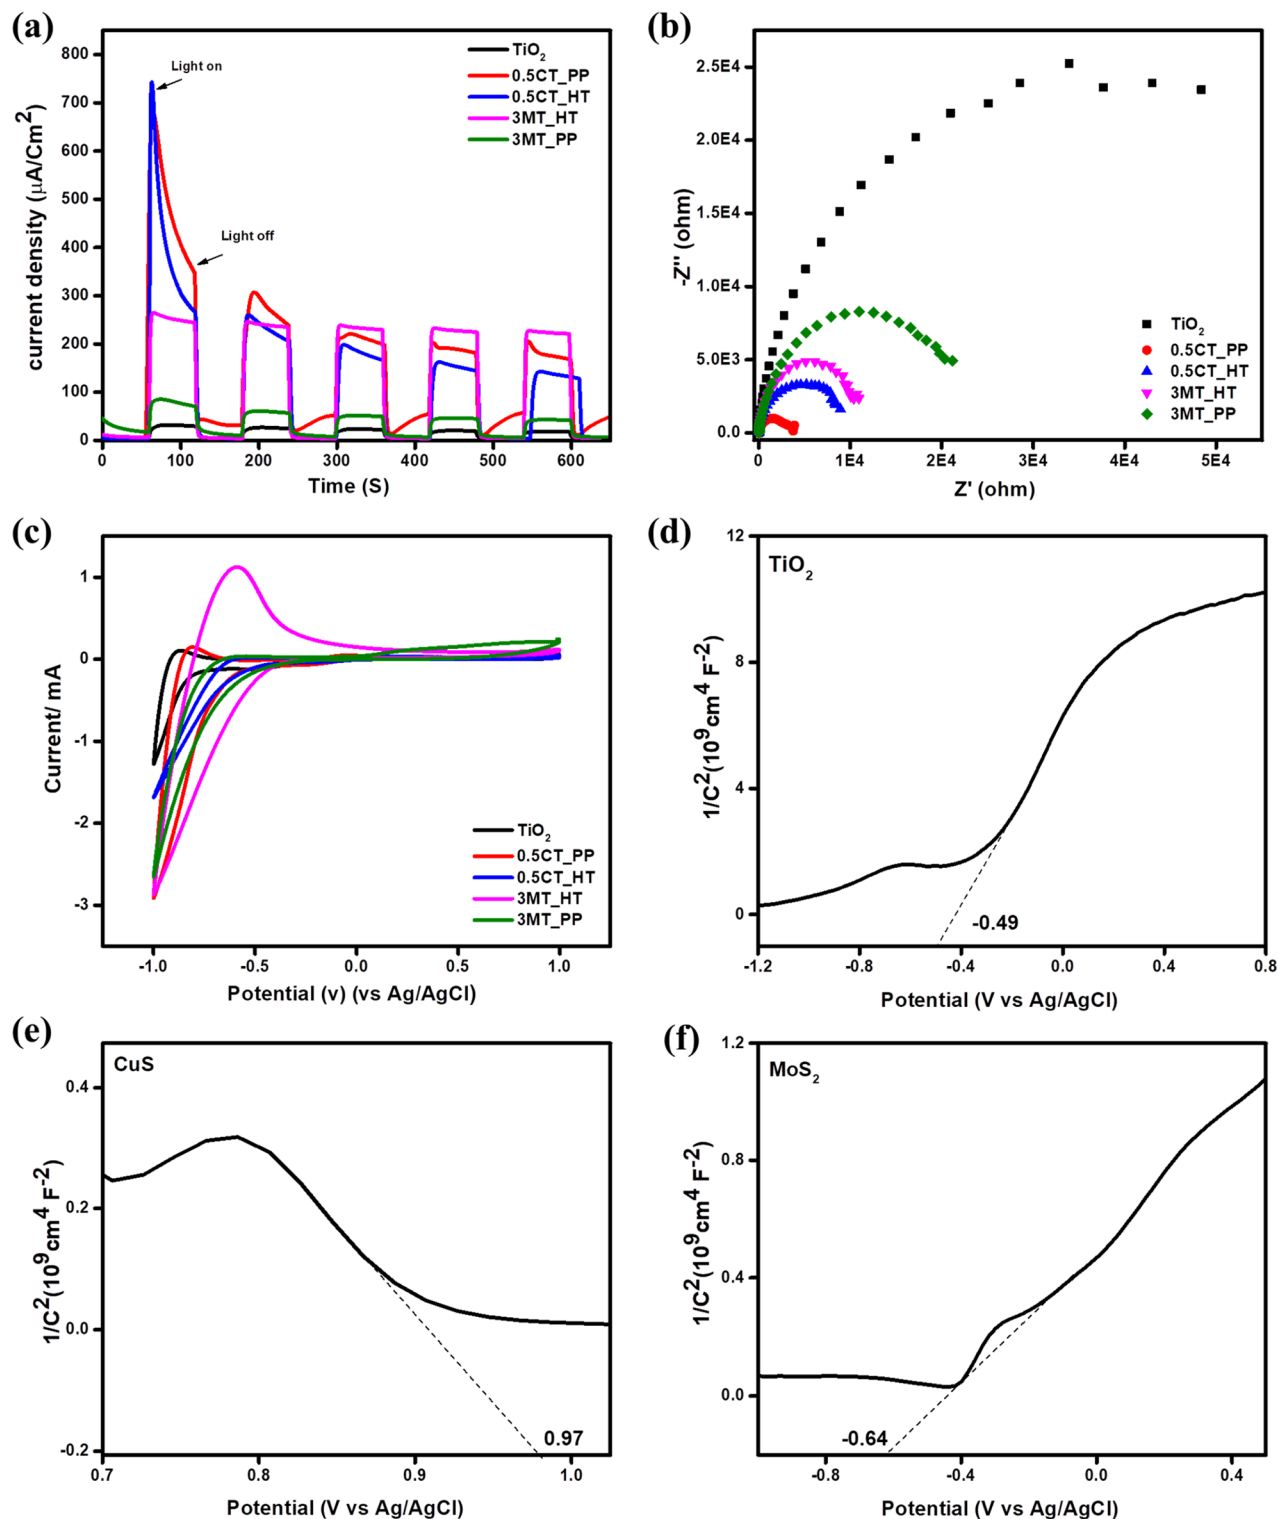 (a)
800
700
600
500
400
300
200
100
0
0 100 200 300 400 500 600
current density (µA/Cm²)
Time (S)
Light on
Light off
TiO₂
0.5CT_PP
0.5CT_HT
3MT_HT
3MT_PP
(b)
2.5E4
2.0E4
1.5E4
1.0E4
5.0E3
0.0
0 1E4 2E4 3E4 4E4 5E4
-Z'' (ohm)
Z' (ohm)
TiO₂
0.5CT_PP
0.5CT_HT
3MT_HT
3MT_PP
(c)
1
0
-1
-2
-3
-1.0 -0.5 0.0 0.5 1.0
Current/ mA
Potential (v) (vs Ag/AgCl)
TiO₂
0.5CT_PP
0.5CT_HT
3MT_HT
3MT_PP
(d)
TiO₂
12
8
4
0
-1.2 -0.8 -0.4 0.0 0.4 0.8
1/C²(10⁹cm⁴ F⁻²)
Potential (V vs Ag/AgCl)
-0.49
(e)
CuS
0.4
0.2
0.0
-0.2
0.7 0.8 0.9 1.0
1/C²(10⁹cm⁴ F⁻²)
Potential (V vs Ag/AgCl)
0.97
(f)
MoS₂
1.2
0.8
0.4
0.0
-0.8 -0.4 0.0 0.4
1/C²(10⁹cm⁴ F⁻²)
Potential (V vs Ag/AgCl)
-0.64